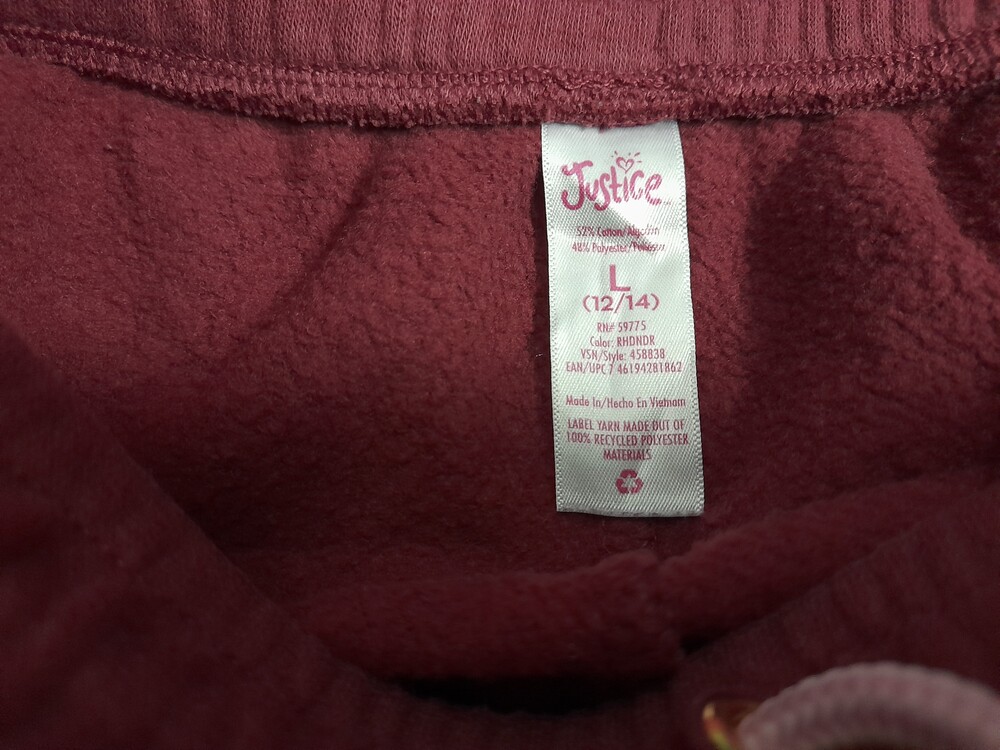 Justice
52% Cotton/Algodón
48% Polyester/Poliéster
L
(12/14)
RN# 59775
Color: RHDNDR
VSN/Style: 458838
EAN/UPC 7 46194281862
Made In/Hecho En Vietnam
LABEL YARN MADE OUT OF
100% RECYCLED POLYESTER
MATERIALS